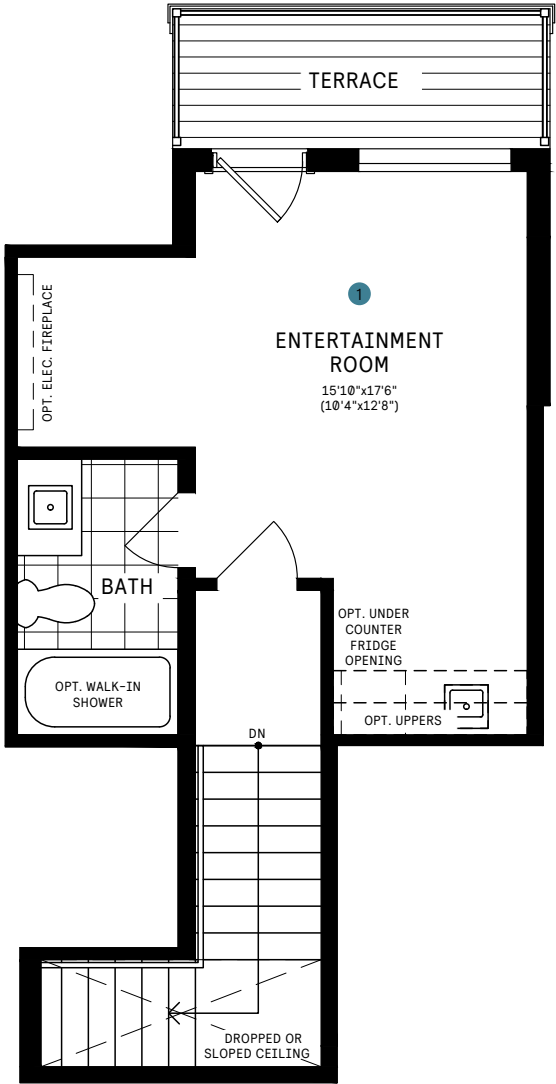 TERRACE
1
ENTERTAINMENT
ROOM
15'10"x17'6"
(10'4"x12'8")
OPT. ELEC. FIREPLACE
BATH
OPT. UNDER
COUNTER
FRIDGE
OPENING
OPT. WALK-IN
SHOWER
OPT. UPPERS
DN
DROPPED OR
SLOPED CEILING